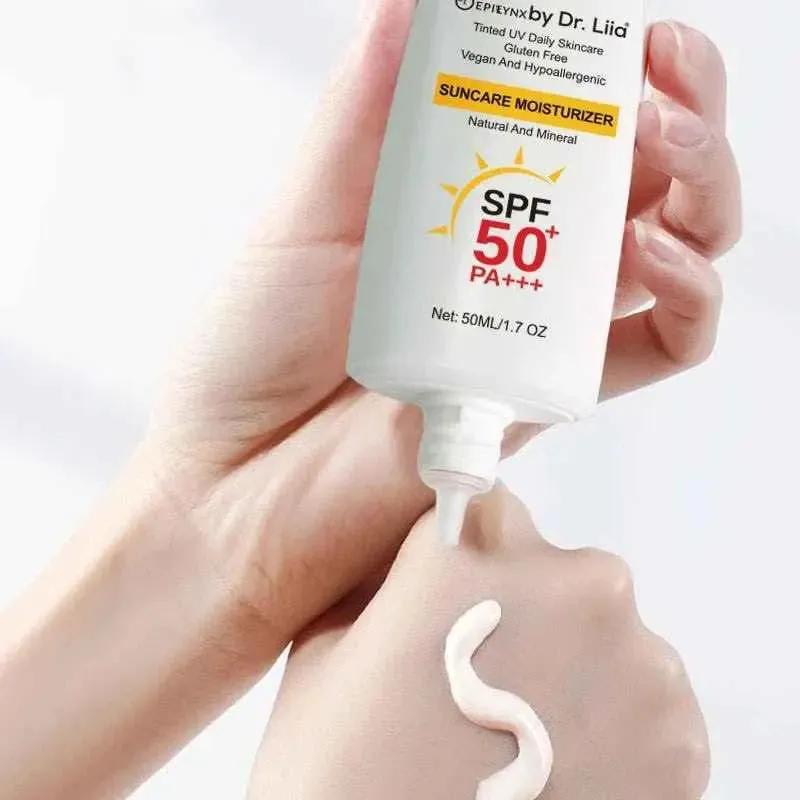 EPILYNX by Dr. Liia®
Tinted UV Daily Skincare
Gluten Free
Vegan And Hypoallergenic
SUNCARE MOISTURIZER
Natural And Mineral
SPF
50+
PA+++
Net: 50ML/1.7 OZ